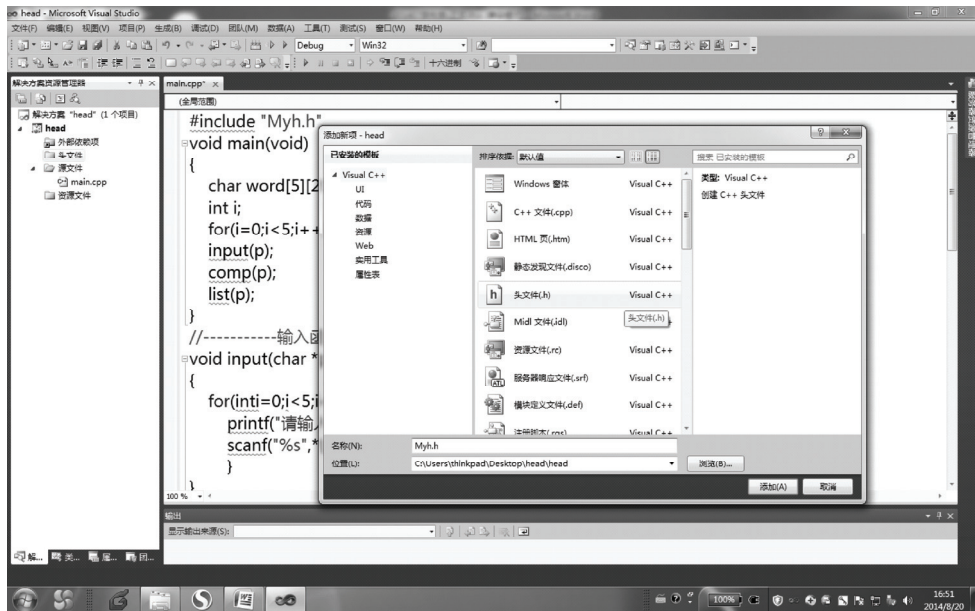 head - Microsoft Visual Studio
文件(F) 编辑(E) 视图(V) 项目(P) 生成(B) 调试(D) 团队(M) 数据(A) 工具(T) 测试(S) 窗口(W) 帮助(H)
Debug Win32
十六进制
解决方案资源管理器
解决方案 "head" (1 个项目)
head
外部依赖项
头文件
源文件
main.cpp
资源文件
解... 类... 属... 团...
main.cpp*
(全局范围)
#include "Myh.h"
void main(void)
{
char word[5][2
int i;
for(i=0;i<5;i++
input(p);
comp(p);
list(p);
}
//-----------输入函
void input(char *
{
for(inti=0;i<5;i
printf("请输入
scanf("%s",*
}
}
100 %
添加新项 - head
已安装的模板
Visual C++
UI
代码
数据
资源
Web
实用工具
属性表
排序依据: 默认值
搜索 已安装的模板
Windows 窗体 Visual C++
C++ 文件(.cpp) Visual C++
HTML 页(.htm) Visual C++
静态发现文件(.disco) Visual C++
头文件(.h) Visual C++
Midl 文件(.idl)
头文件(.h)
资源文件(.rc) Visual C++
服务器响应文件(.srf) Visual C++
模块定义文件(.def) Visual C++
注册脚本(.rgs) Visual C++
类型: Visual C++
创建 C++ 头文件
名称(N): Myh.h
位置(L): C:\Users\thinkpad\Desktop\head\head
浏览(B)...
添加(A) 取消
输出
显示输出来源(S):
100%
16:51
2014/8/20